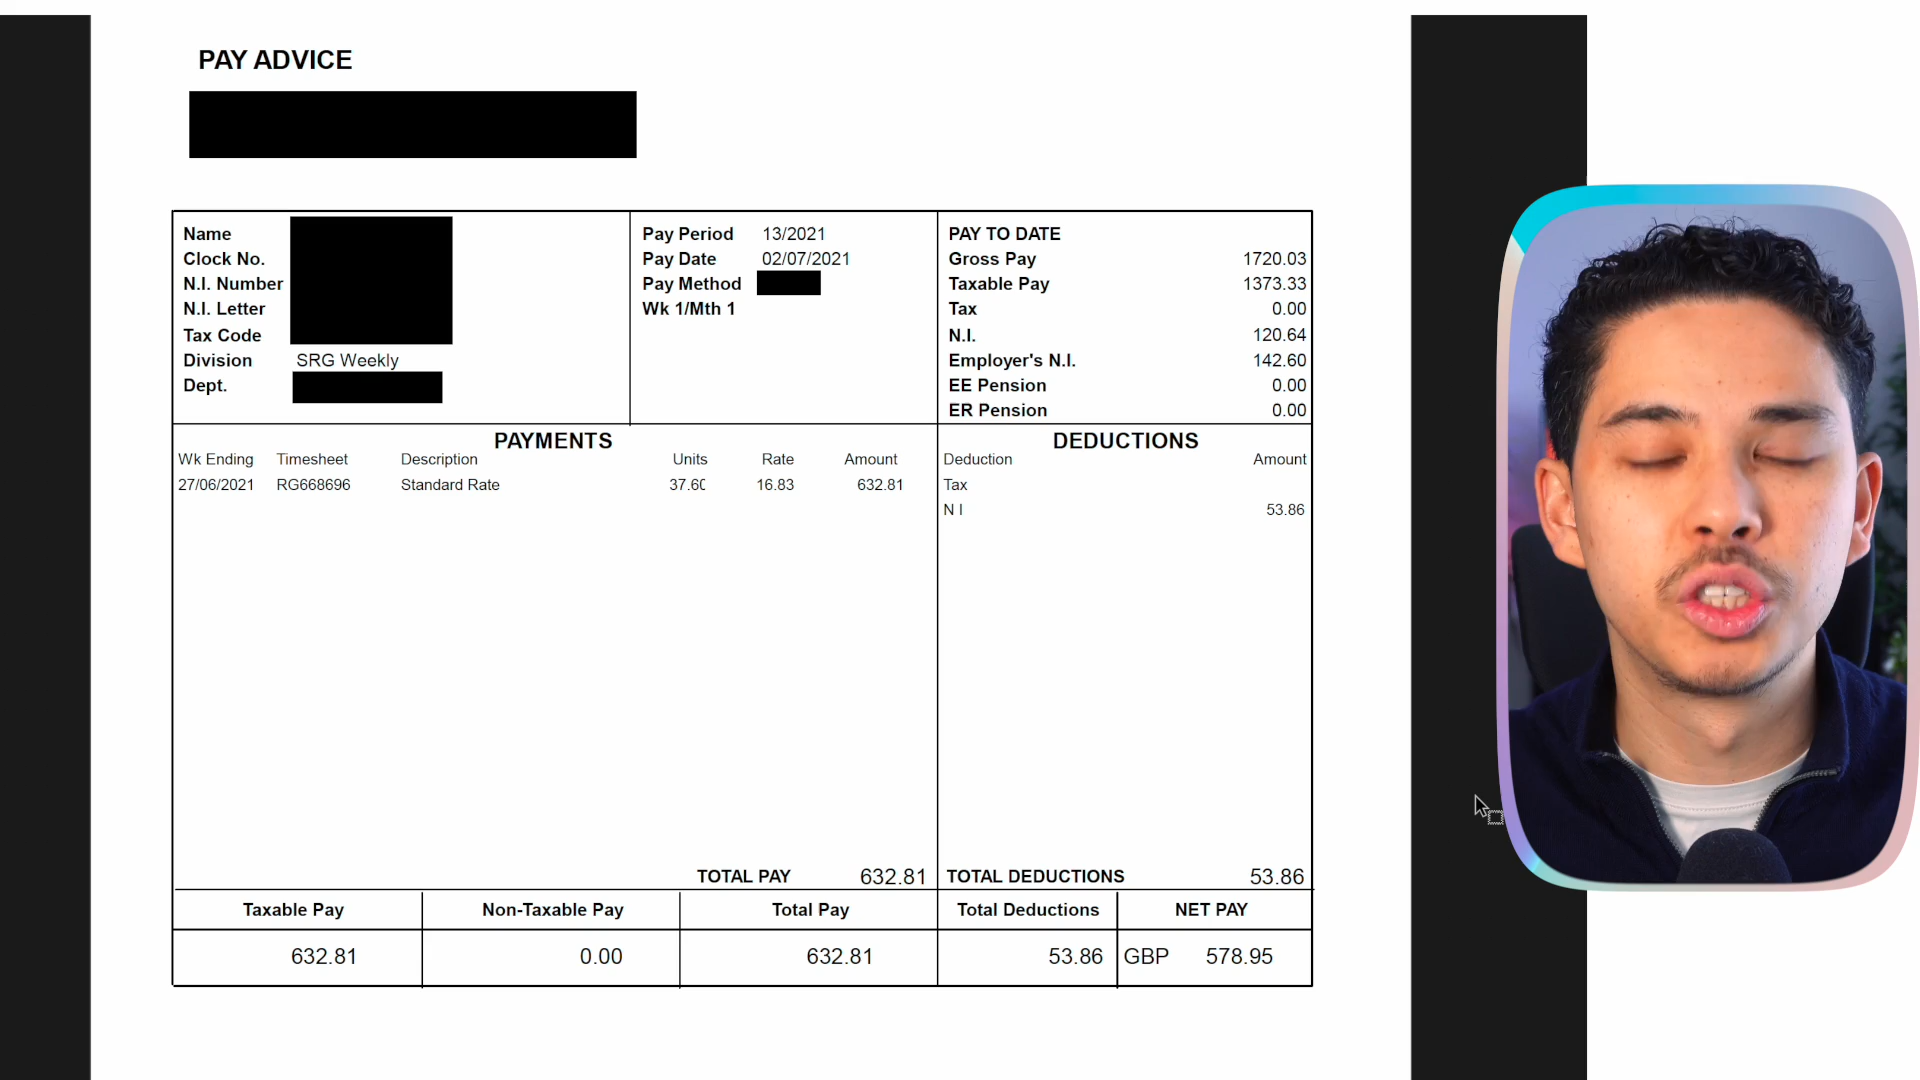 PAY ADVICE
Name
Clock No.
N.I. Number
N.I. Letter
Tax Code
Division SRG Weekly
Dept.
Pay Period 13/2021
Pay Date 02/07/2021
Pay Method
Wk 1/Mth 1
PAY TO DATE
Gross Pay 1720.03
Taxable Pay 1373.33
Tax 0.00
N.I. 120.64
Employer's N.I. 142.60
EE Pension 0.00
ER Pension 0.00
PAYMENTS
Wk Ending Timesheet Description Units Rate Amount
27/06/2021 RG668696 Standard Rate 37.60 16.83 632.81
TOTAL PAY 632.81
DEDUCTIONS
Deduction Amount
Tax
N I 53.86
TOTAL DEDUCTIONS 53.86
Taxable Pay Non-Taxable Pay Total Pay Total Deductions NET PAY
632.81 0.00 632.81 53.86 GBP 578.95